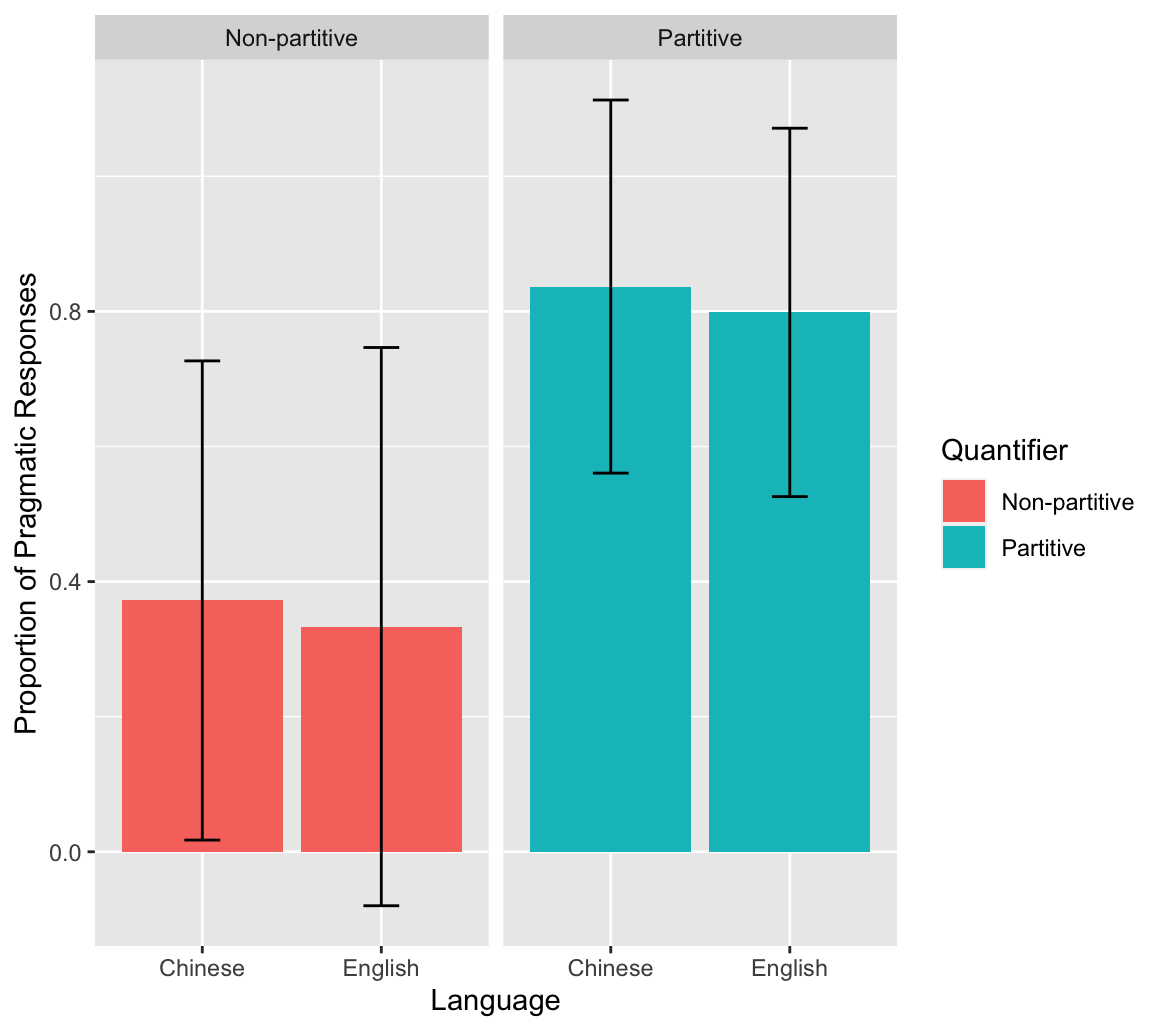 Non-partitive
Partitive
Proportion of Pragmatic Responses
0.8
0.4
0.0
Chinese
English
Chinese
English
Language
Quantifier
Non-partitive
Partitive